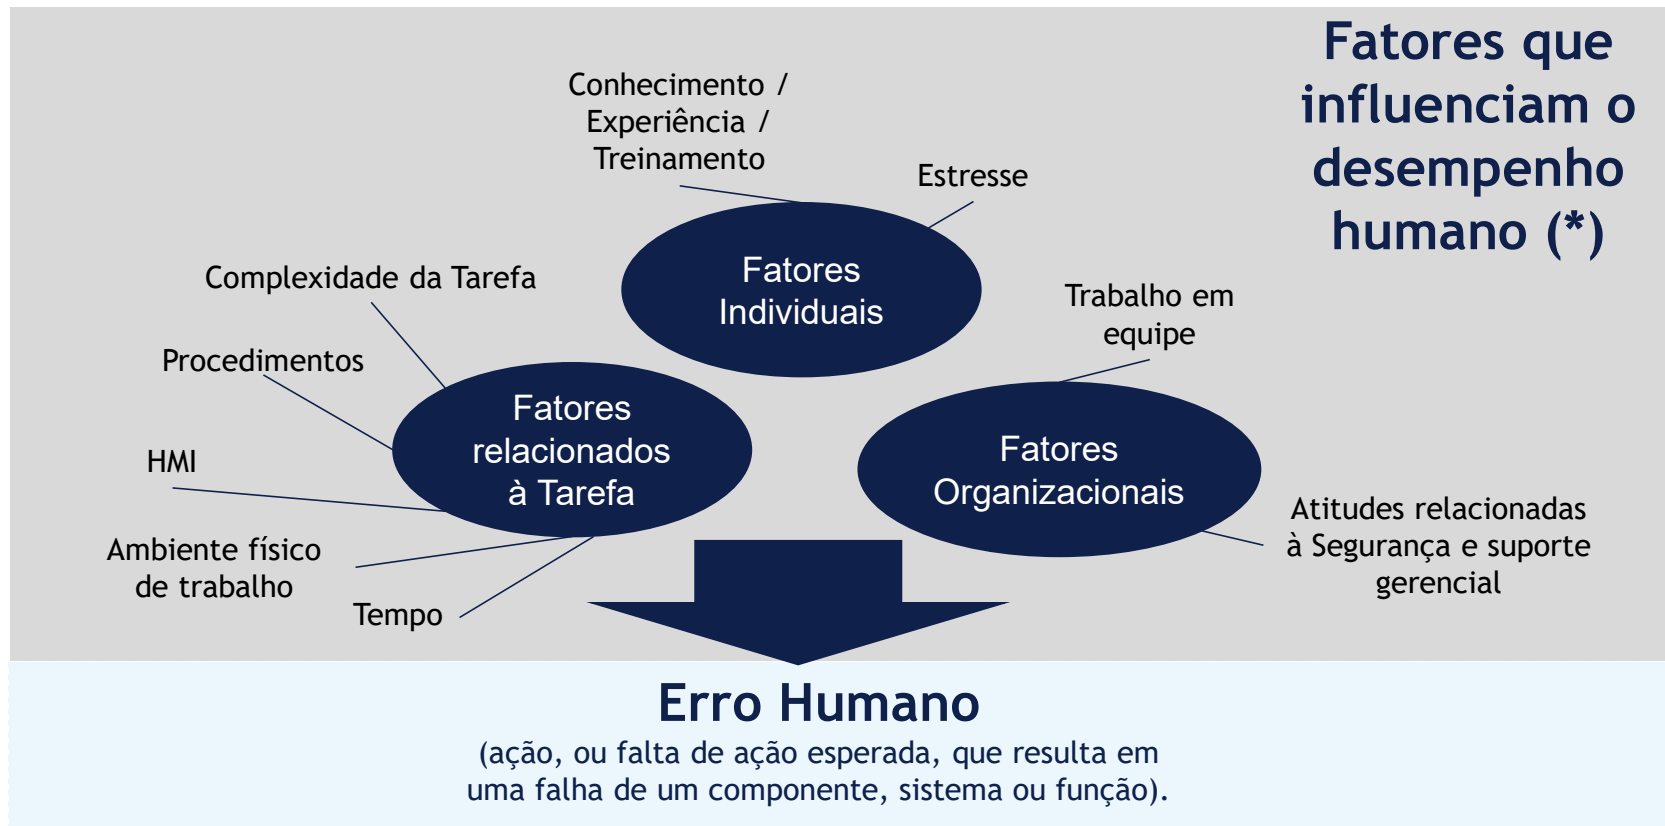 Fatores que
influenciam o
desempenho
humano (*)
Conhecimento /
Experiência /
Treinamento
Estresse
Fatores
Individuais
Complexidade da Tarefa
Procedimentos
HMI
Ambiente físico
de trabalho
Tempo
Fatores
relacionados
à Tarefa
Trabalho em
equipe
Fatores
Organizacionais
Atitudes relacionadas
à Segurança e suporte
gerencial
Erro Humano
(ação, ou falta de ação esperada, que resulta em
uma falha de um componente, sistema ou função).